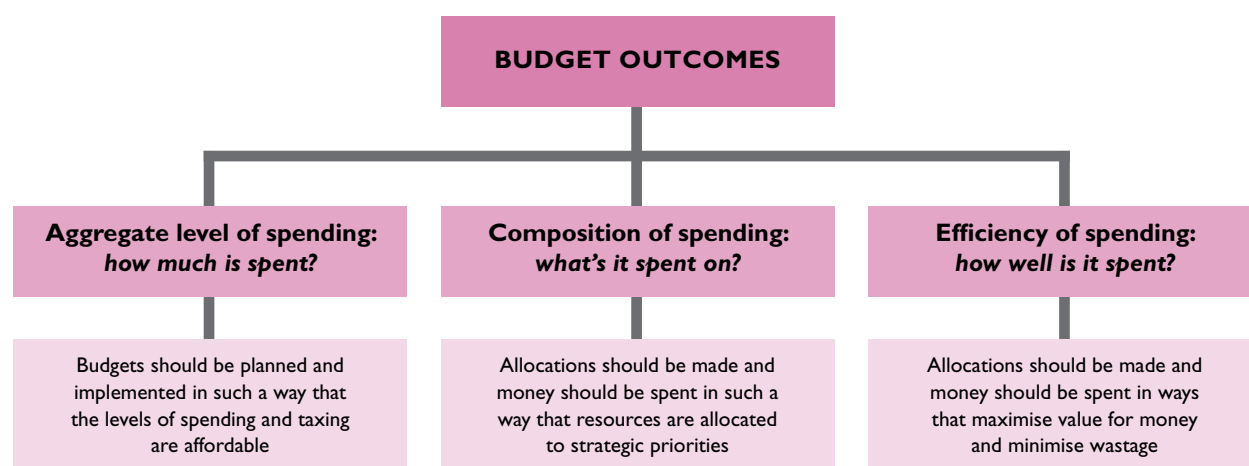 BUDGET OUTCOMES
Aggregate level of spending:
how much is spent?
Budgets should be planned and
implemented in such a way that
the levels of spending and taxing
are affordable
Composition of spending:
what’s it spent on?
Allocations should be made and
money should be spent in such a
way that resources are allocated
to strategic priorities
Efficiency of spending:
how well is it spent?
Allocations should be made and
money should be spent in ways
that maximise value for money
and minimise wastage